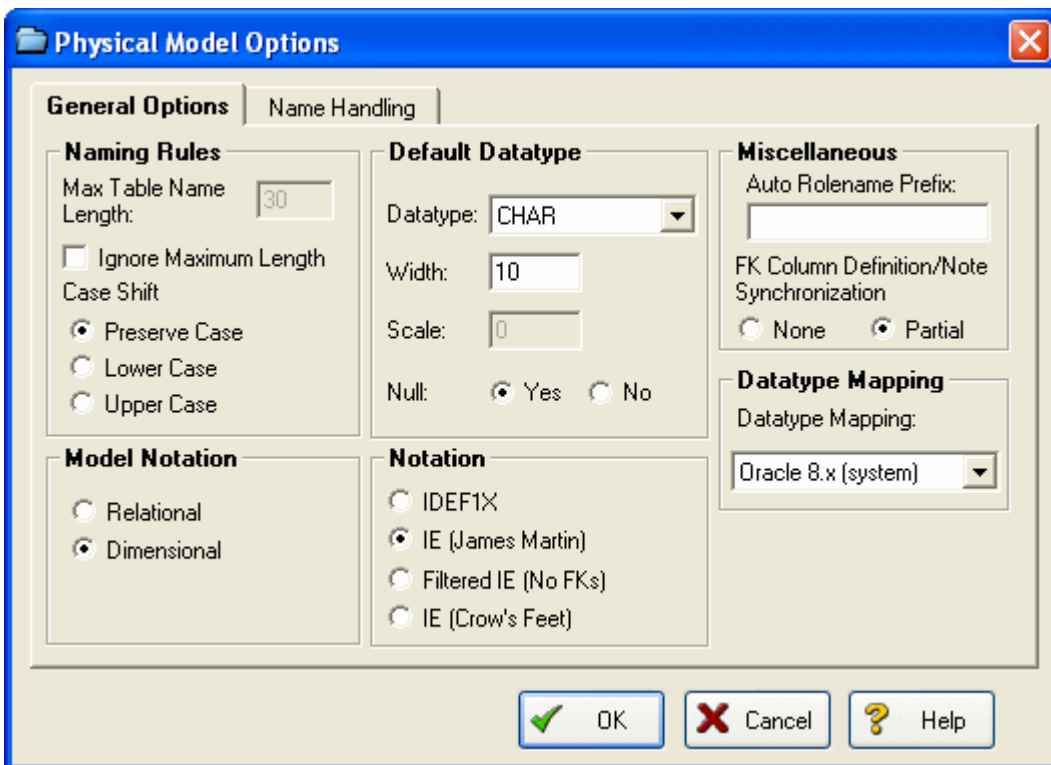 Physical Model Options
General Options
Name Handling
Naming Rules
Max Table Name
Length:
30
Ignore Maximum Length
Case Shift
Preserve Case
Lower Case
Upper Case
Default Datatype
Datatype: CHAR
Width: 10
Scale: 0
Null: Yes No
Miscellaneous
Auto Rolename Prefix:
FK Column Definition/Note
Synchronization
None Partial
Datatype Mapping
Datatype Mapping:
Oracle 8.x (system)
Model Notation
Relational
Dimensional
Notation
IDEF1X
IE (James Martin)
Filtered IE (No FKs)
IE (Crow's Feet)
OK
Cancel
Help